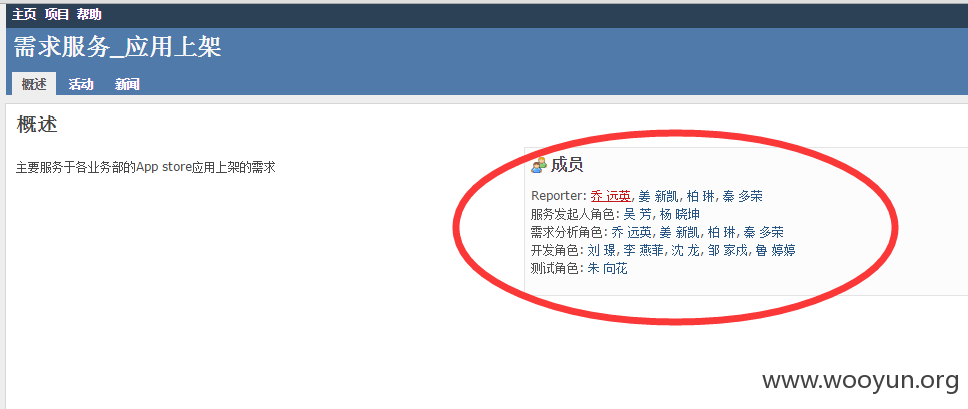 主页 项目 帮助
需求服务_应用上架
概述 活动 新闻
概述
主要服务于各业务部的App store应用上架的需求
成员
Reporter: 乔 远英, 姜 新凯, 柏 琳, 秦 多荣
服务发起人角色: 吴 芳, 杨 晓坤
需求分析角色: 乔 远英, 姜 新凯, 柏 琳, 秦 多荣
开发角色: 刘 璟, 李 燕菲, 沈 龙, 邹 家戍, 鲁 婷婷
测试角色: 朱 向花
www.wooyun.org